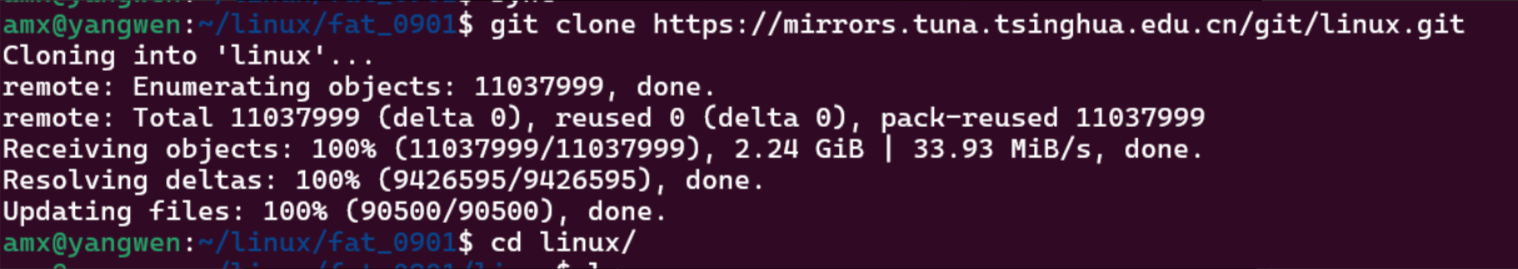 amx@yangwen:~/linux/fat_0901$ git clone https://mirrors.tuna.tsinghua.edu.cn/git/linux.git
Cloning into 'linux'...
remote: Enumerating objects: 11037999, done.
remote: Total 11037999 (delta 0), reused 0 (delta 0), pack-reused 11037999
Receiving objects: 100% (11037999/11037999), 2.24 GiB | 33.93 MiB/s, done.
Resolving deltas: 100% (9426595/9426595), done.
Updating files: 100% (90500/90500), done.
amx@yangwen:~/linux/fat_0901$ cd linux/